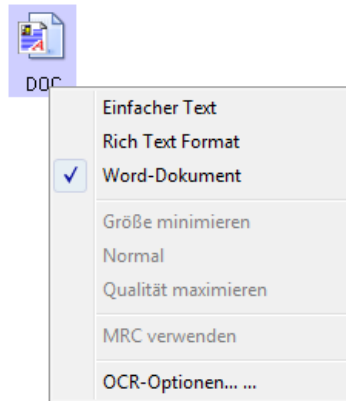 DOC
Einfacher Text
Rich Text Format
Word-Dokument
Größe minimieren
Normal
Qualität maximieren
MRC verwenden
OCR-Optionen... ...